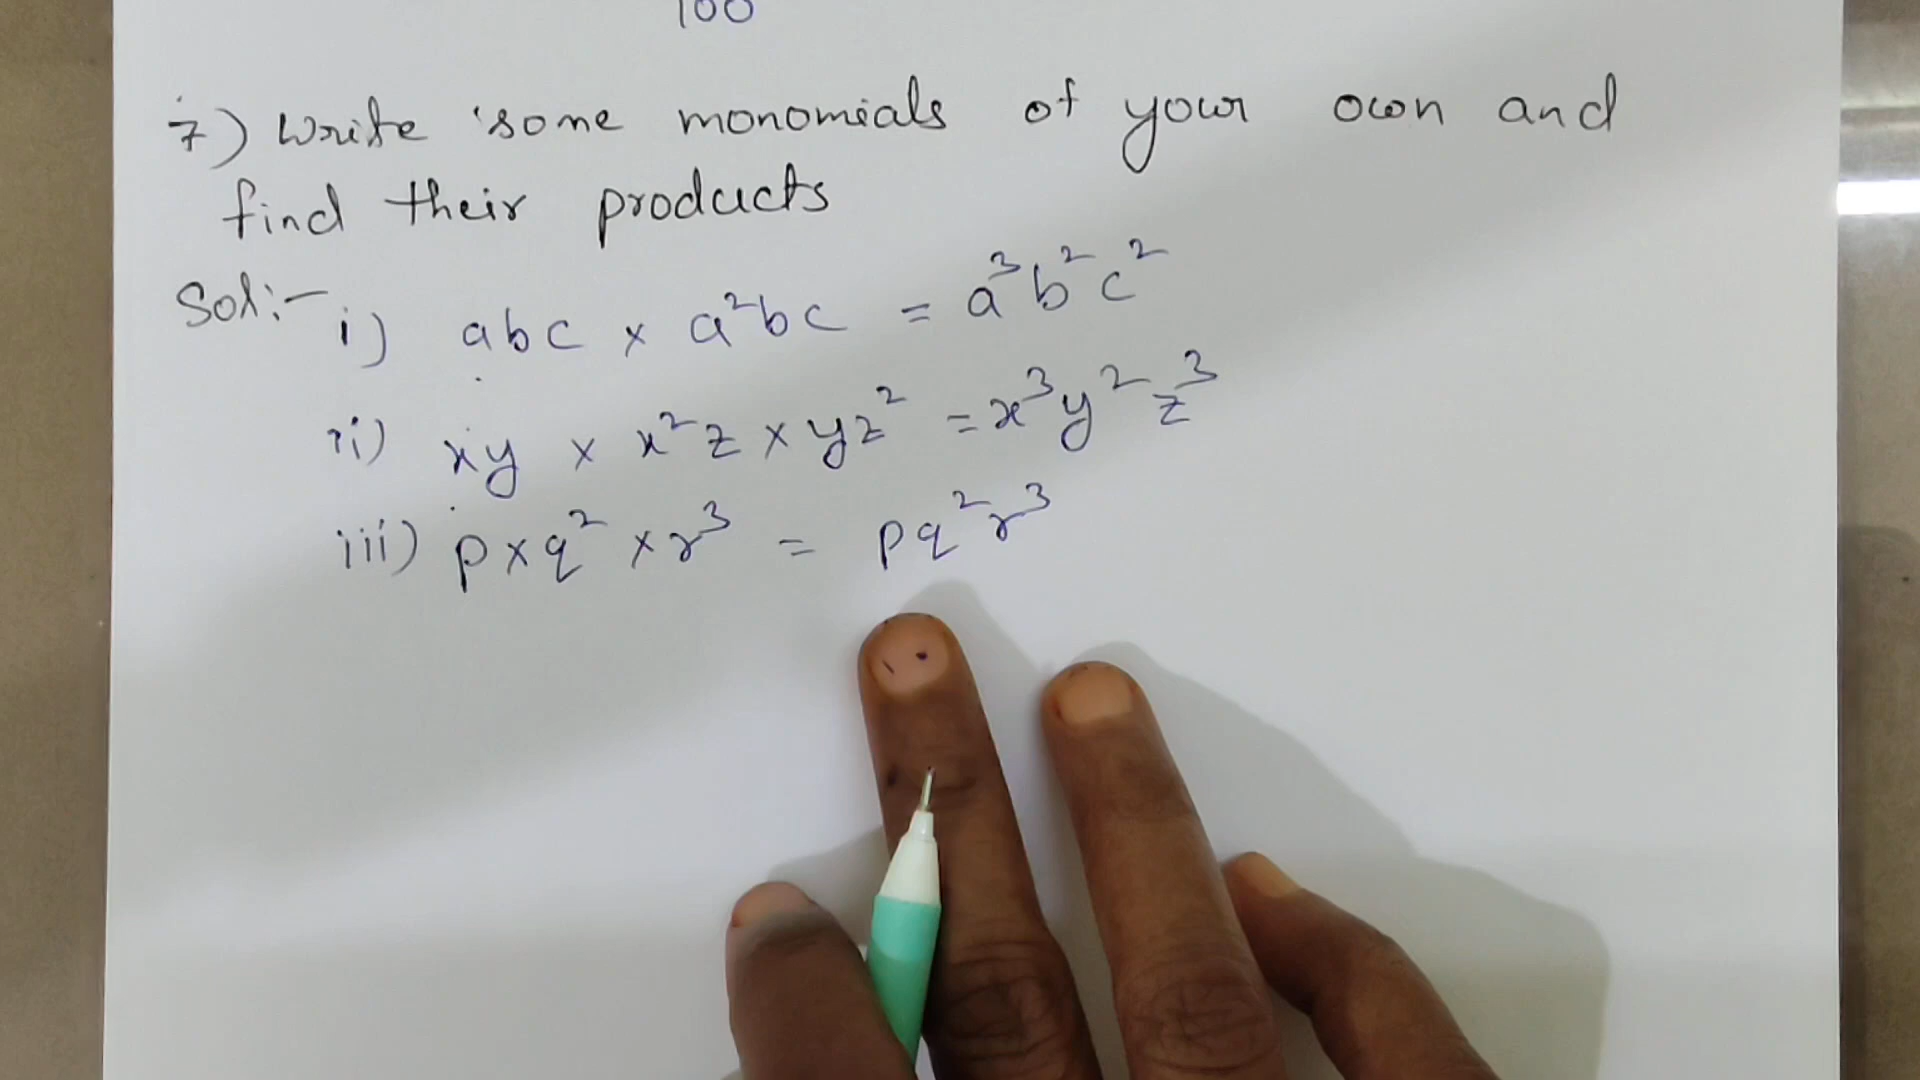 100
7) Write some monomials of your own and
find their products
Sol:- i) abc × a²bc = a³b²c²
ii) xy × x²z × yz² = x³y²z³
iii) p × q² × r³ = pq²r³